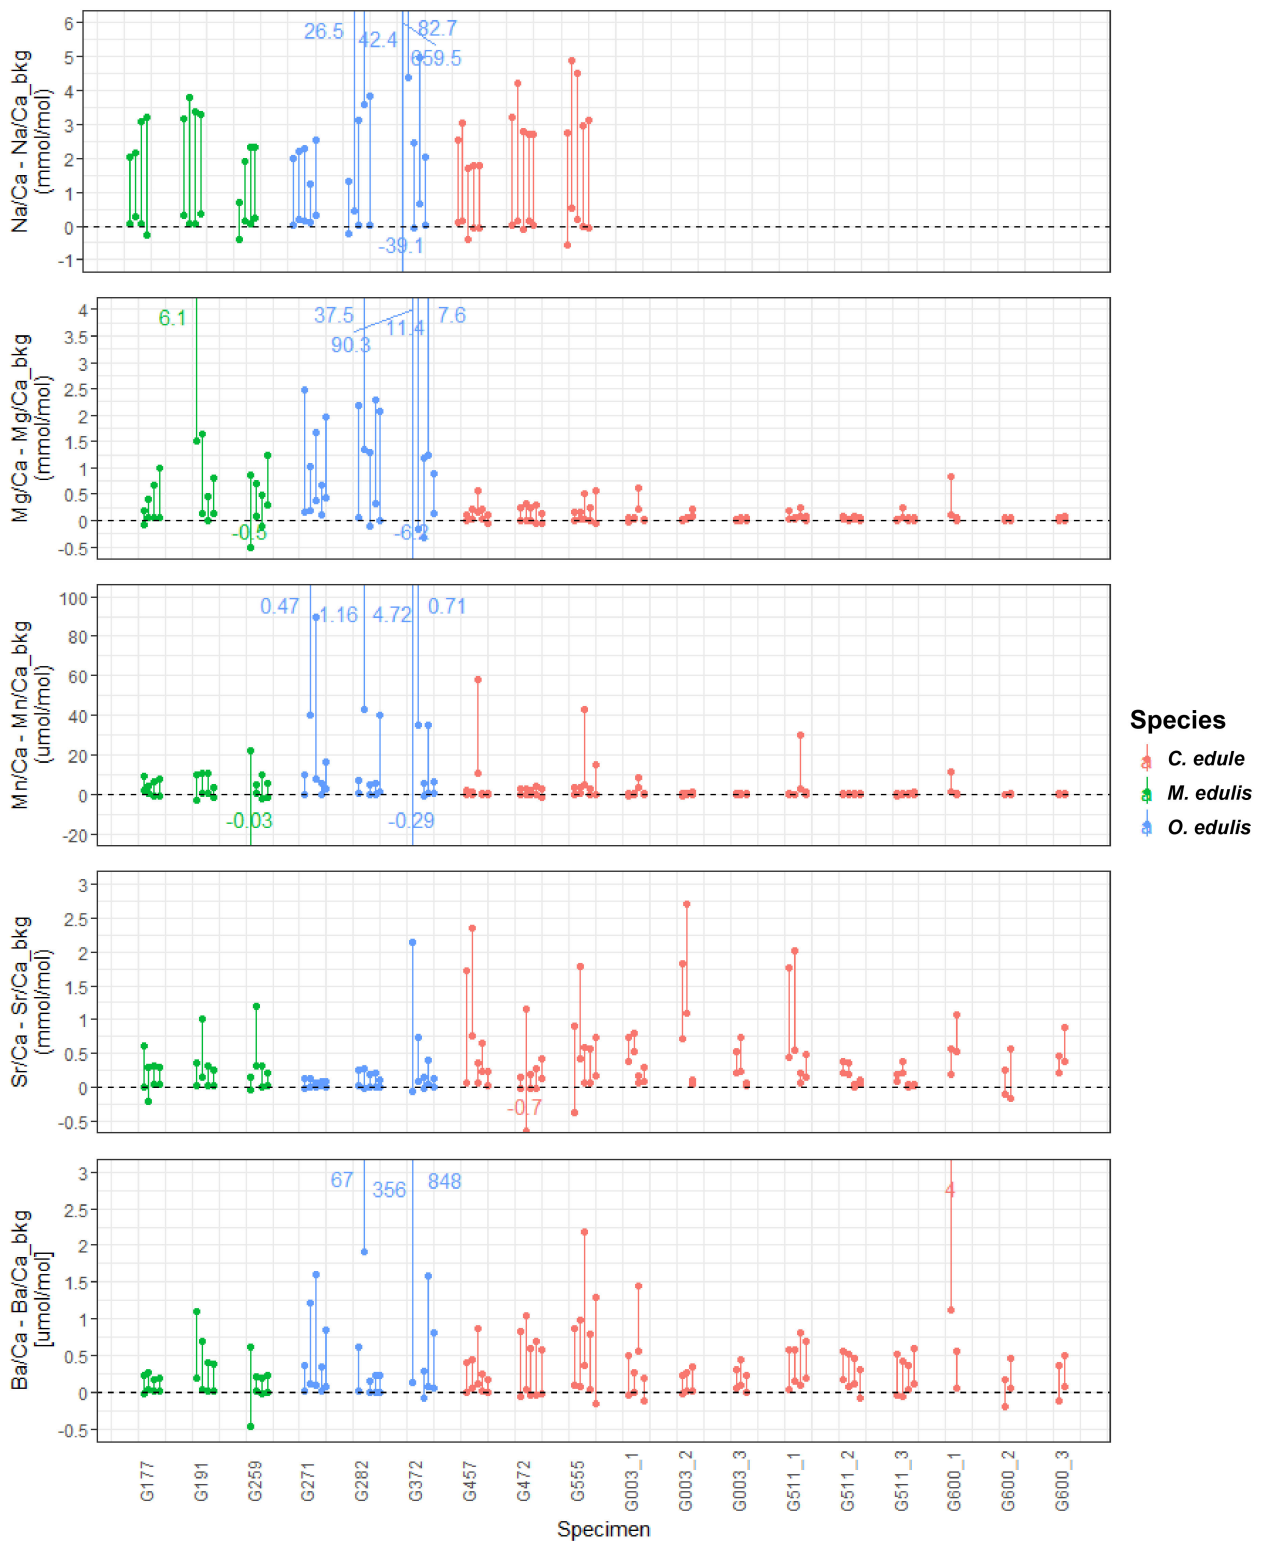 Na/Ca - Na/Ca_bkg
(mmol/mol)
6
5
4
3
2
1
0
-1
26.5
42.4
82.7
659.5
-39.1
Mg/Ca - Mg/Ca_bkg
(mmol/mol)
4
3.5
3
2.5
2
1.5
1
0.5
0
-0.5
6.1
37.5
90.3
11.4
7.6
-0.5
-6.2
Mn/Ca - Mn/Ca_bkg
(umol/mol)
100
80
60
40
20
0
-20
0.47
1.16
4.72
0.71
-0.03
-0.29
Species
C. edule
M. edulis
O. edulis
Sr/Ca - Sr/Ca_bkg
(mmol/mol)
3
2.5
2
1.5
1
0.5
0
-0.5
-0.7
Ba/Ca - Ba/Ca_bkg
[umol/mol]
3
2.5
2
1.5
1
0.5
0
-0.5
67
356
848
4
G177
G191
G259
G271
G282
G372
G457
G472
G555
G003_1
G003_2
G003_3
G511_1
G511_2
G511_3
G600_1
G600_2
G600_3
Specimen